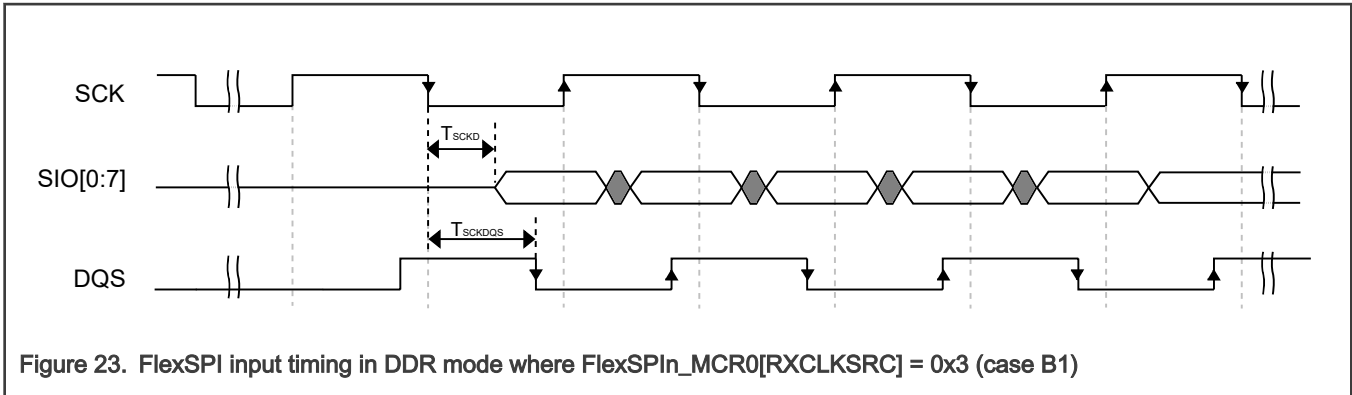 SCK
TSCKD
SIO[0:7]
TSCKDQS
DQS
Figure 23. FlexSPI input timing in DDR mode where FlexSPIn_MCR0[RXCLKSRC] = 0x3 (case B1)